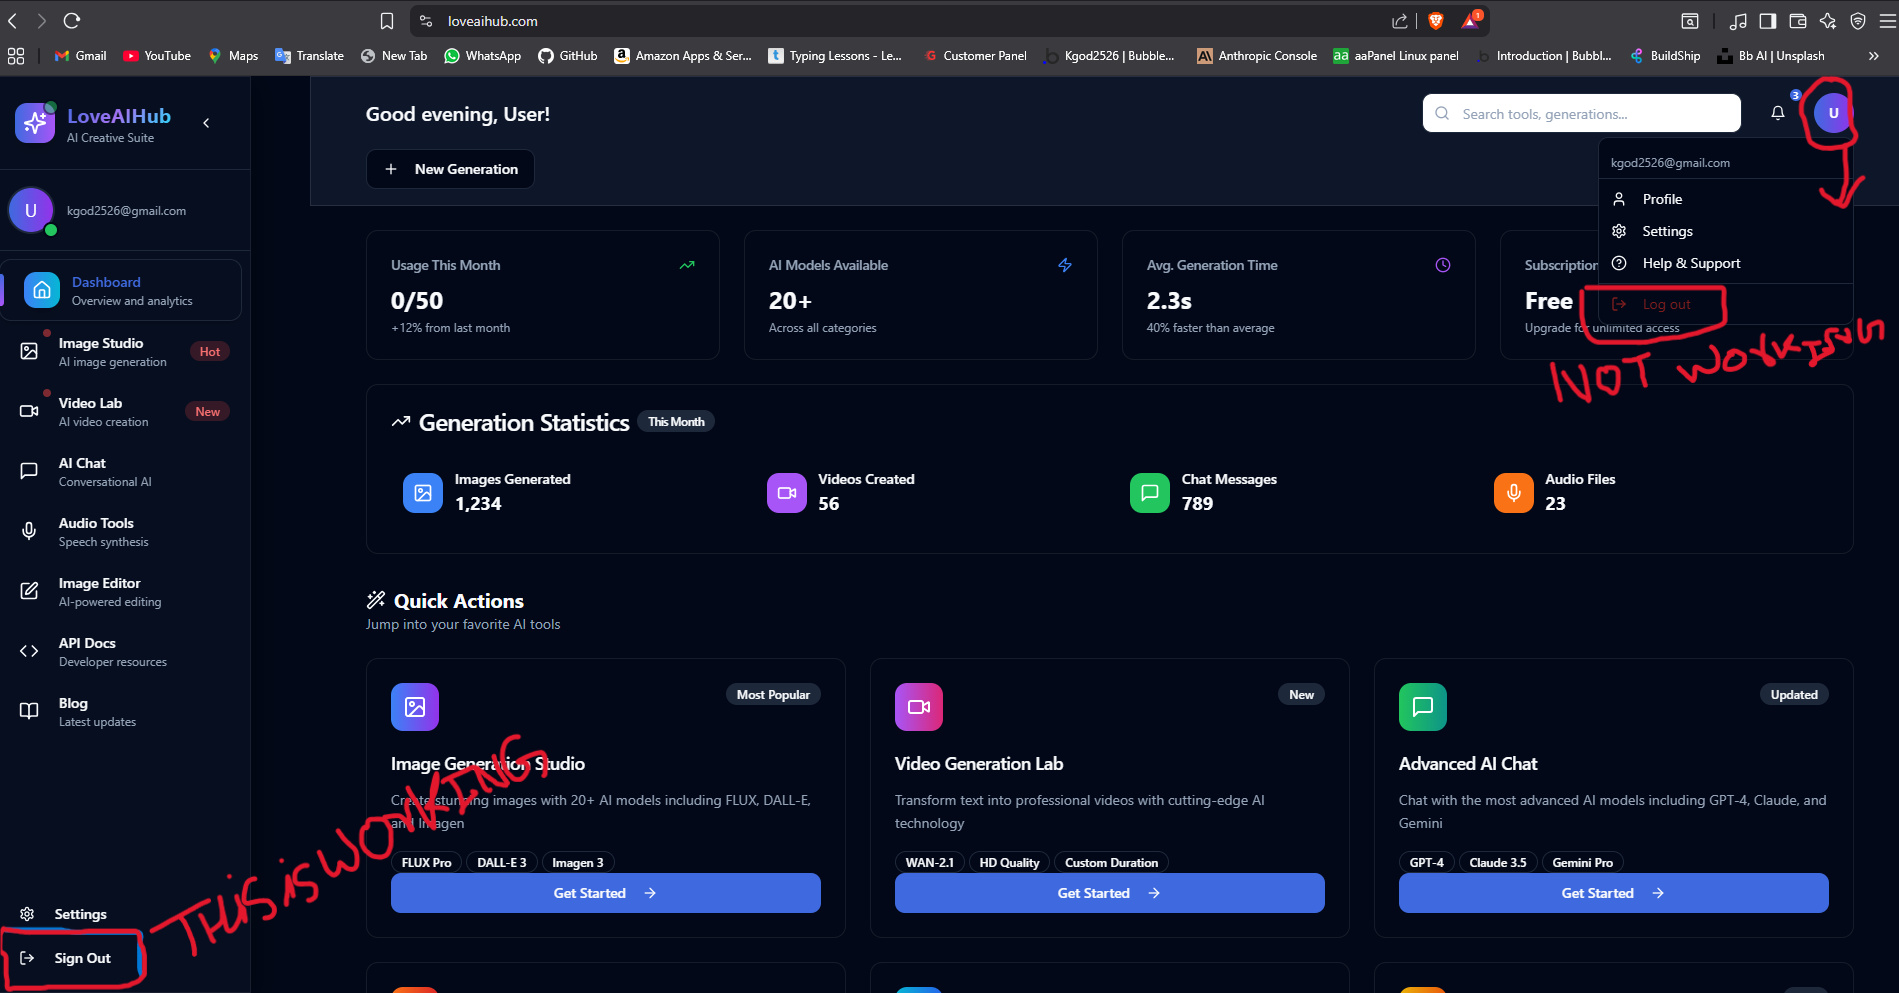 loveaihub.com
1
Gmail
YouTube
Maps
Translate
New Tab
WhatsApp
GitHub
Amazon Apps & Ser...
Typing Lessons - Le...
Customer Panel
Kgod2526 | Bubble...
Anthropic Console
aaPanel Linux panel
Introduction | Bubbl...
BuildShip
Bb AI | Unsplash
LoveAIHub
AI Creative Suite
U
kgod2526@gmail.com
Dashboard
Overview and analytics
Image Studio
AI image generation
Hot
Video Lab
AI video creation
New
AI Chat
Conversational AI
Audio Tools
Speech synthesis
Image Editor
AI-powered editing
API Docs
Developer resources
Blog
Latest updates
Settings
Sign Out
THIS IS WORKING
Good evening, User!
New Generation
Search tools, generations...
3
U
kgod2526@gmail.com
Profile
Settings
Help & Support
Log out
Usage This Month
0/50
+12% from last month
AI Models Available
20+
Across all categories
Avg. Generation Time
2.3s
40% faster than average
Subscription
Free
Upgrade for unlimited access
NOT WORKING
Generation Statistics
This Month
Images Generated
1,234
Videos Created
56
Chat Messages
789
Audio Files
23
Quick Actions
Jump into your favorite AI tools
Most Popular
Image Generation Studio
Create stunning images with 20+ AI models including FLUX, DALL-E,
and Imagen
FLUX Pro
DALL-E 3
Imagen 3
Get Started
New
Video Generation Lab
Transform text into professional videos with cutting-edge AI
technology
WAN-2.1
HD Quality
Custom Duration
Get Started
Updated
Advanced AI Chat
Chat with the most advanced AI models including GPT-4, Claude, and
Gemini
GPT-4
Claude 3.5
Gemini Pro
Get Started